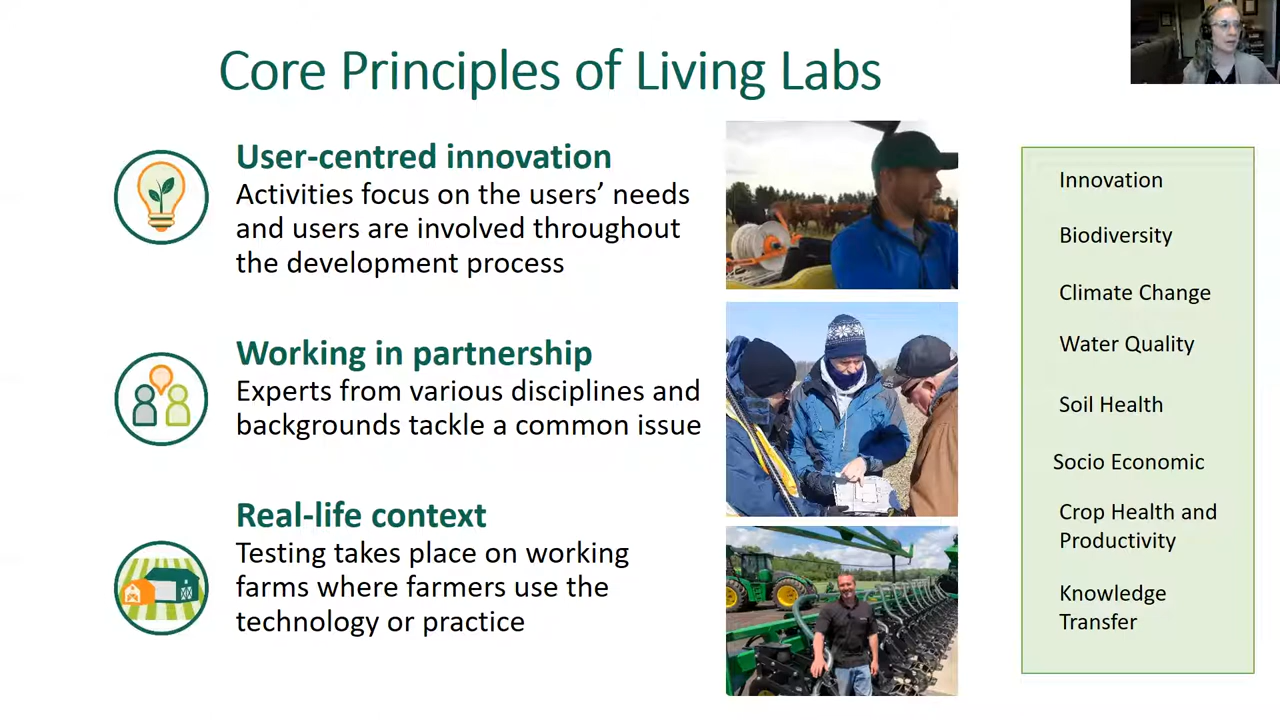 Core Principles of Living Labs
User-centred innovation
Activities focus on the users’ needs
and users are involved throughout
the development process
Working in partnership
Experts from various disciplines and
backgrounds tackle a common issue
Real-life context
Testing takes place on working
farms where farmers use the
technology or practice
Innovation
Biodiversity
Climate Change
Water Quality
Soil Health
Socio Economic
Crop Health and
Productivity
Knowledge
Transfer